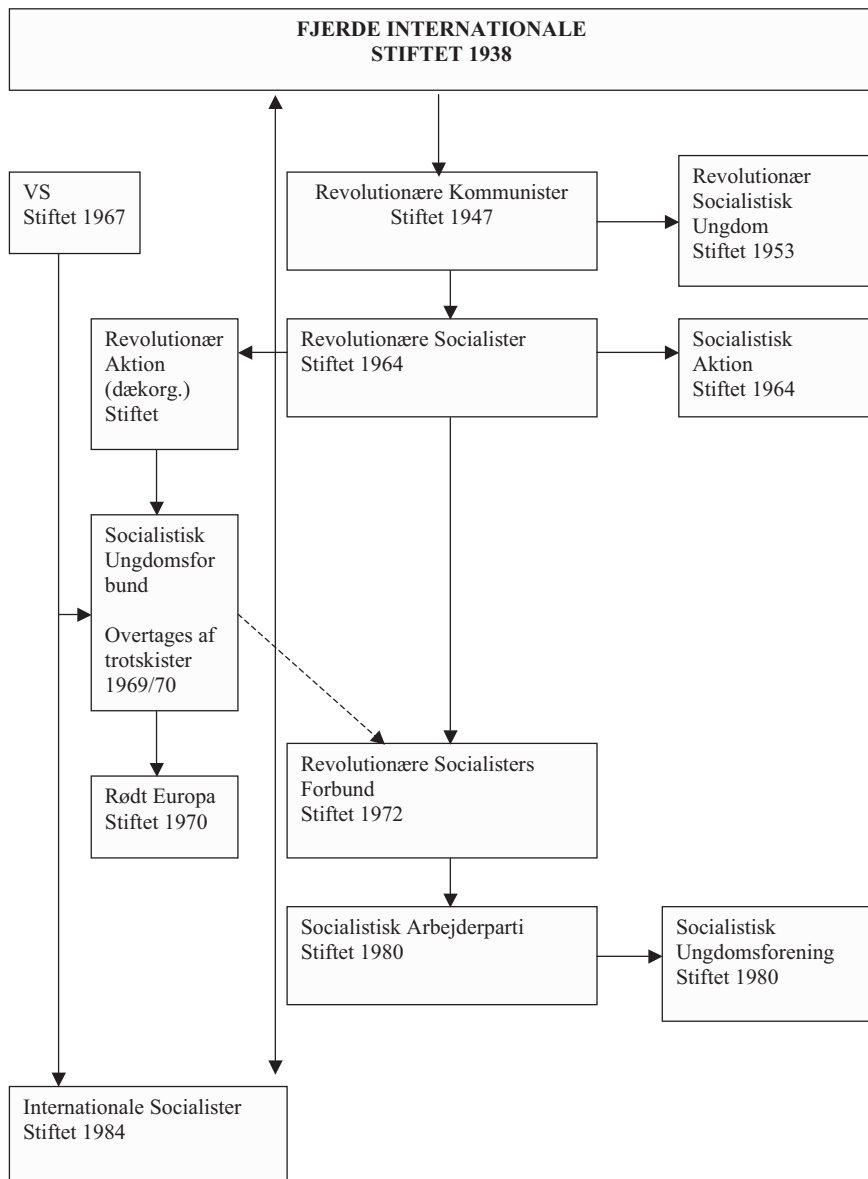 FJERDE INTERNATIONALE
STIFTET 1938
VS
Stiftet 1967
Revolutionære Kommunister
Stiftet 1947
Revolutionær
Socialistisk
Ungdom
Stiftet 1953
Revolutionær
Aktion
(dækorg.)
Stiftet
Revolutionære Socialister
Stiftet 1964
Socialistisk
Aktion
Stiftet 1964
Socialistisk
Ungdomsfor
bund
Overtages af
trotskister
1969/70
Rødt Europa
Stiftet 1970
Revolutionære Socialisters
Forbund
Stiftet 1972
Socialistisk Arbejderparti
Stiftet 1980
Socialistisk
Ungdomsforening
Stiftet 1980
Internationale Socialister
Stiftet 1984